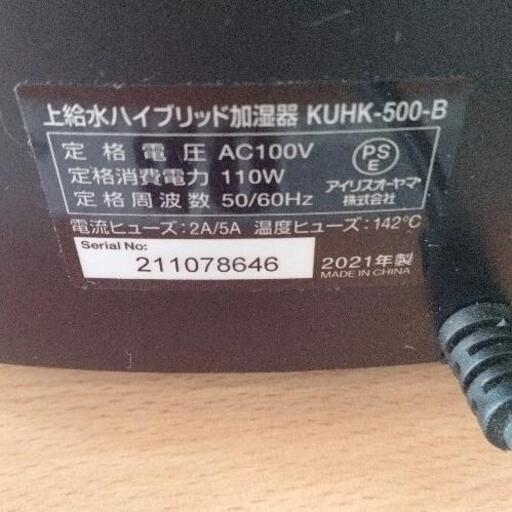 上給水ハイブリッド加湿器 KUHK-500-B
定格電圧 AC100V
定格消費電力 110W
定格周波数 50/60Hz
PS
E
アイリスオーヤマ
株式会社
電流ヒューズ:2A/5A 温度ヒューズ:142℃
Serial No:
211078646
2021年製
MADE IN CHINA